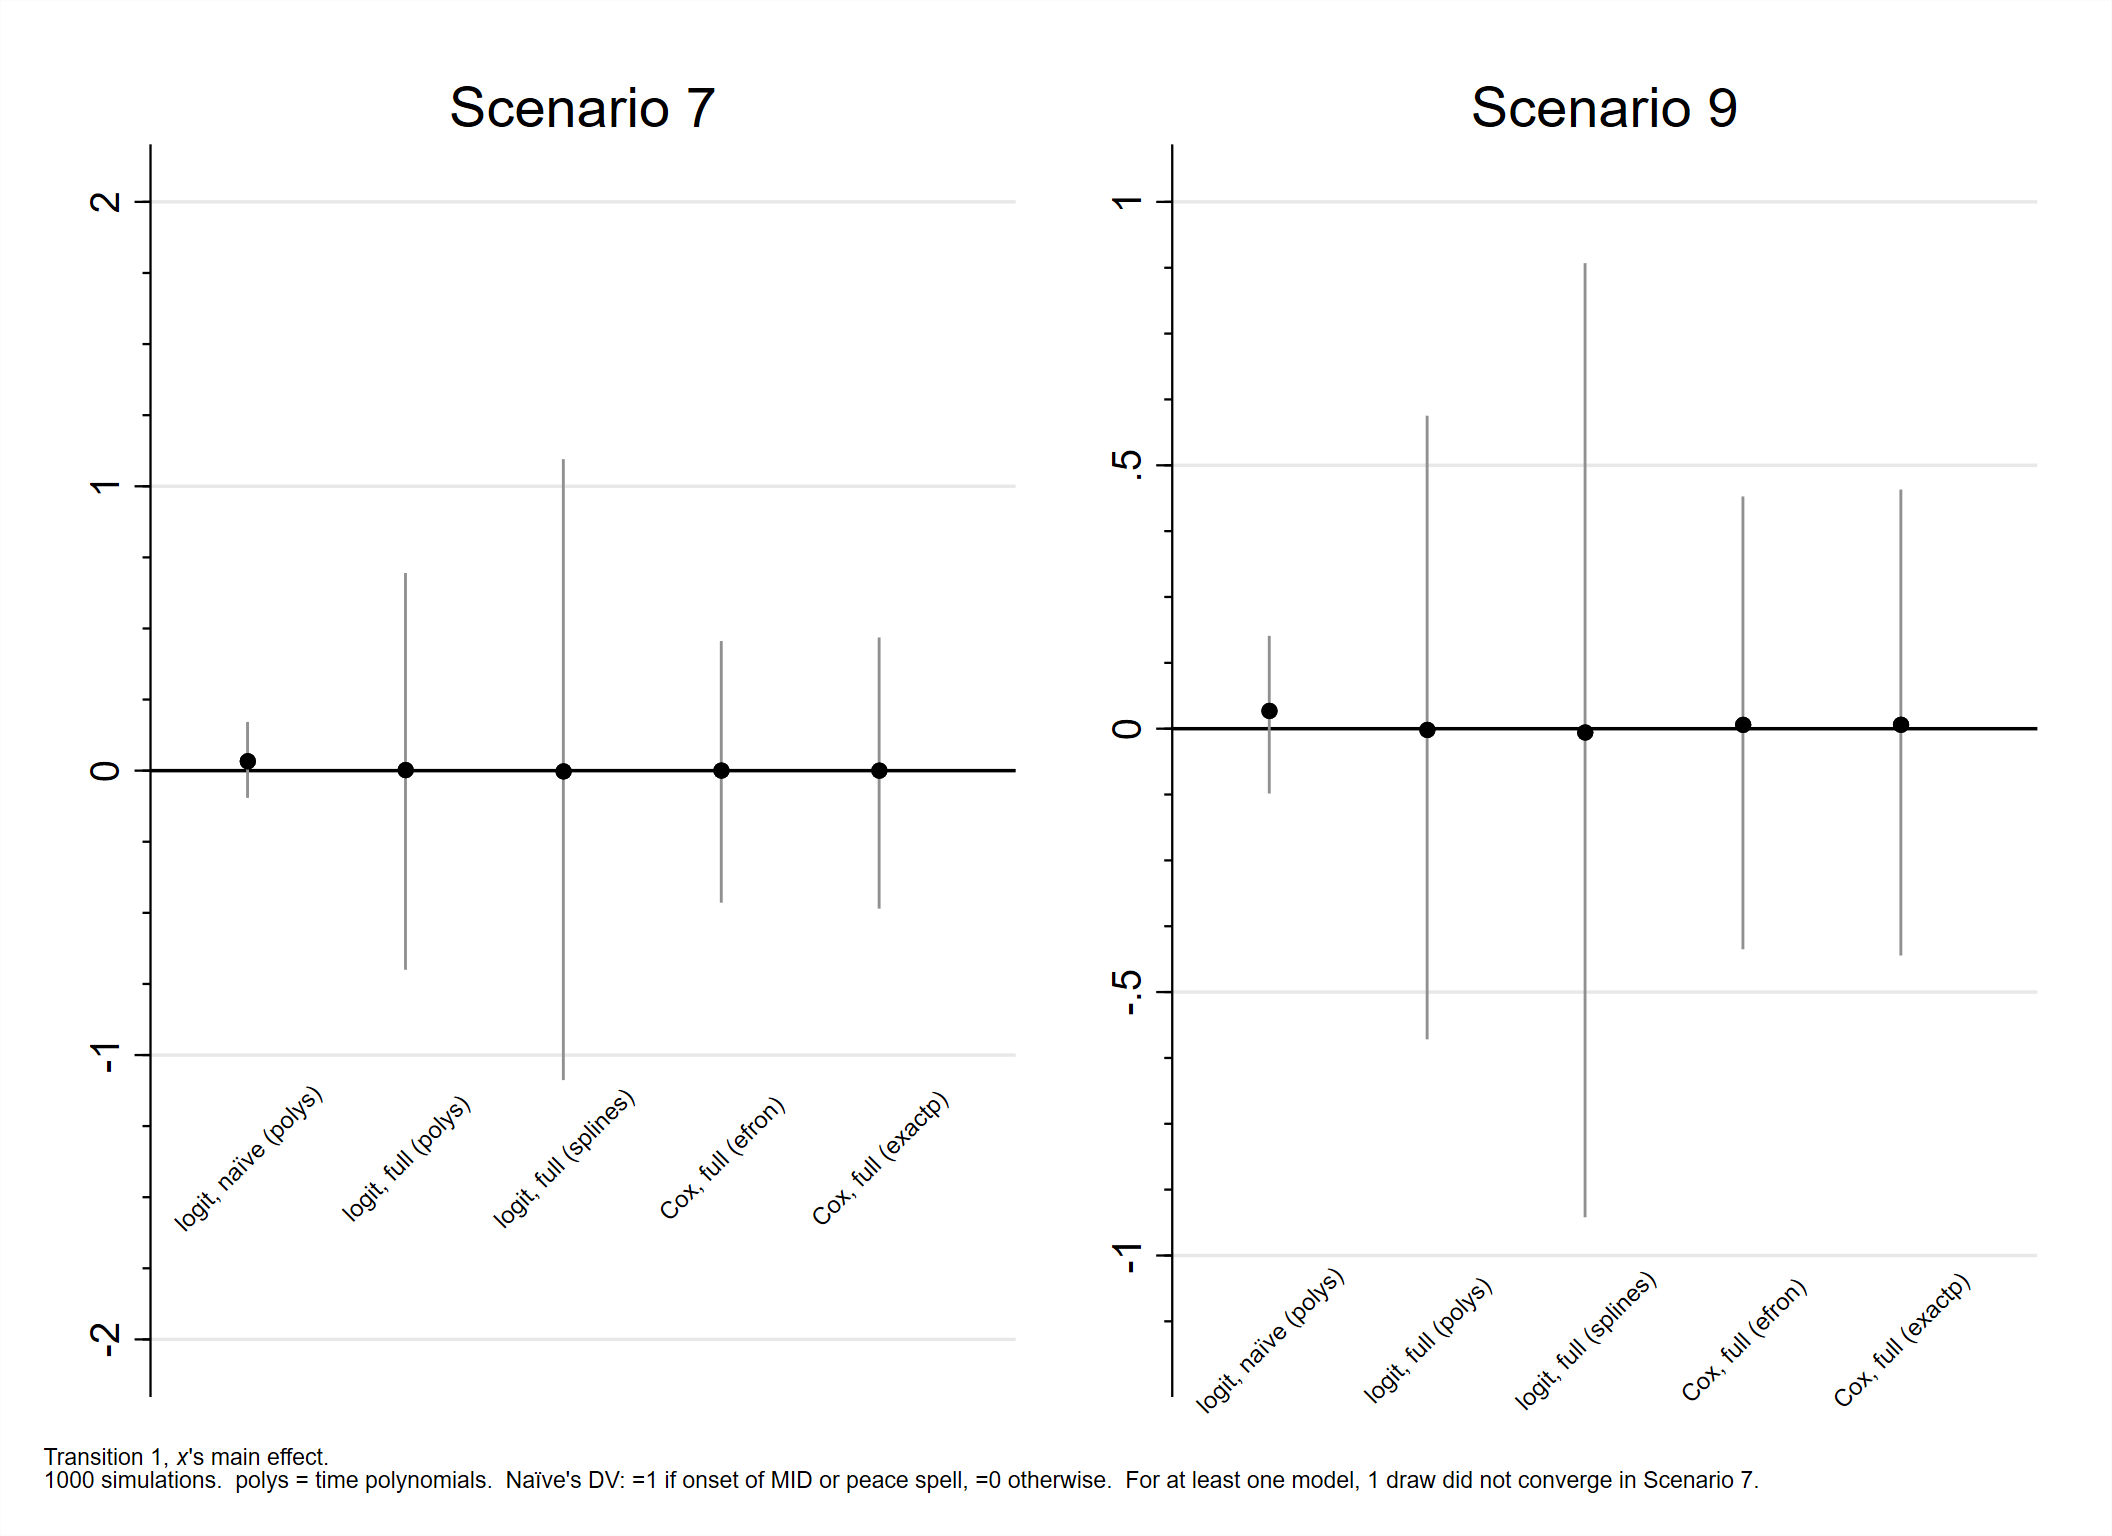 Scenario 7
2
1
0
-1
-2
logit, naïve (polys)
logit, full (polys)
logit, full (splines)
Cox, full (efron)
Cox, full (exactp)
Scenario 9
1
.5
0
-.5
-1
logit, naïve (polys)
logit, full (polys)
logit, full (splines)
Cox, full (efron)
Cox, full (exactp)
Transition 1, x's main effect.
1000 simulations.  polys = time polynomials.  Naïve's DV: =1 if onset of MID or peace spell, =0 otherwise.  For at least one model, 1 draw did not converge in Scenario 7.